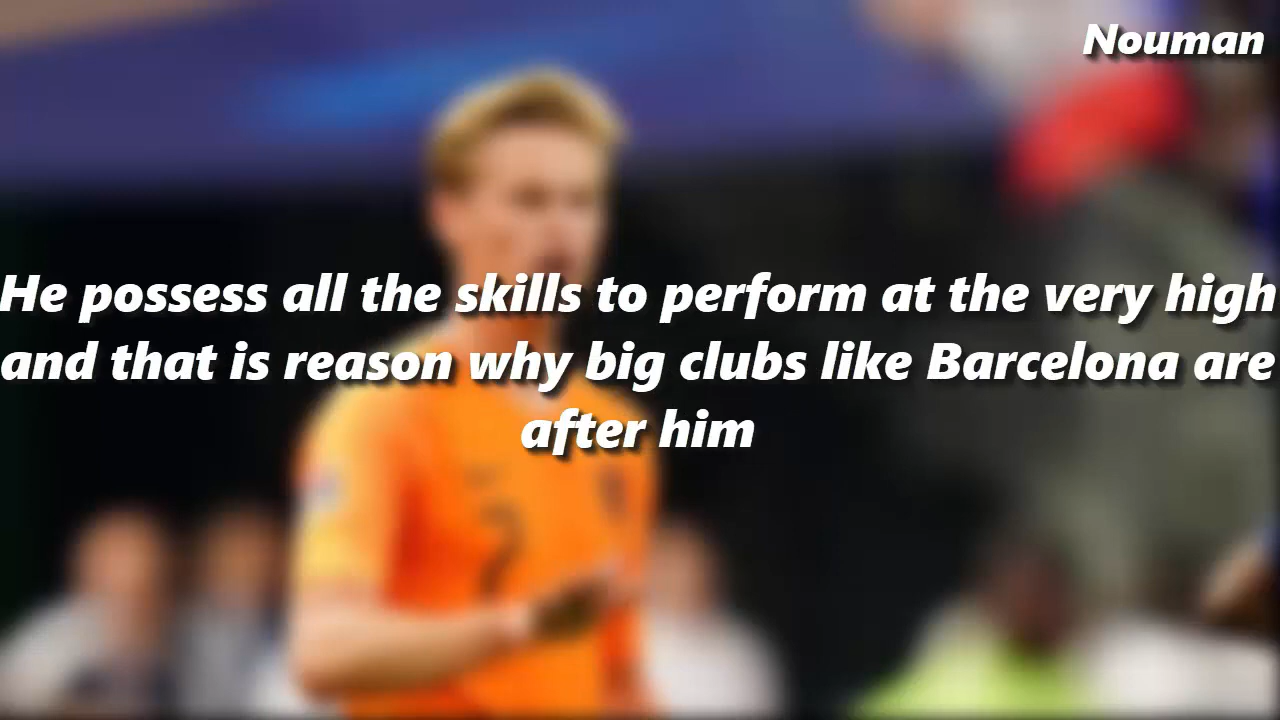 Nouman
He possess all the skills to perform at the very high
and that is reason why big clubs like Barcelona are
after him